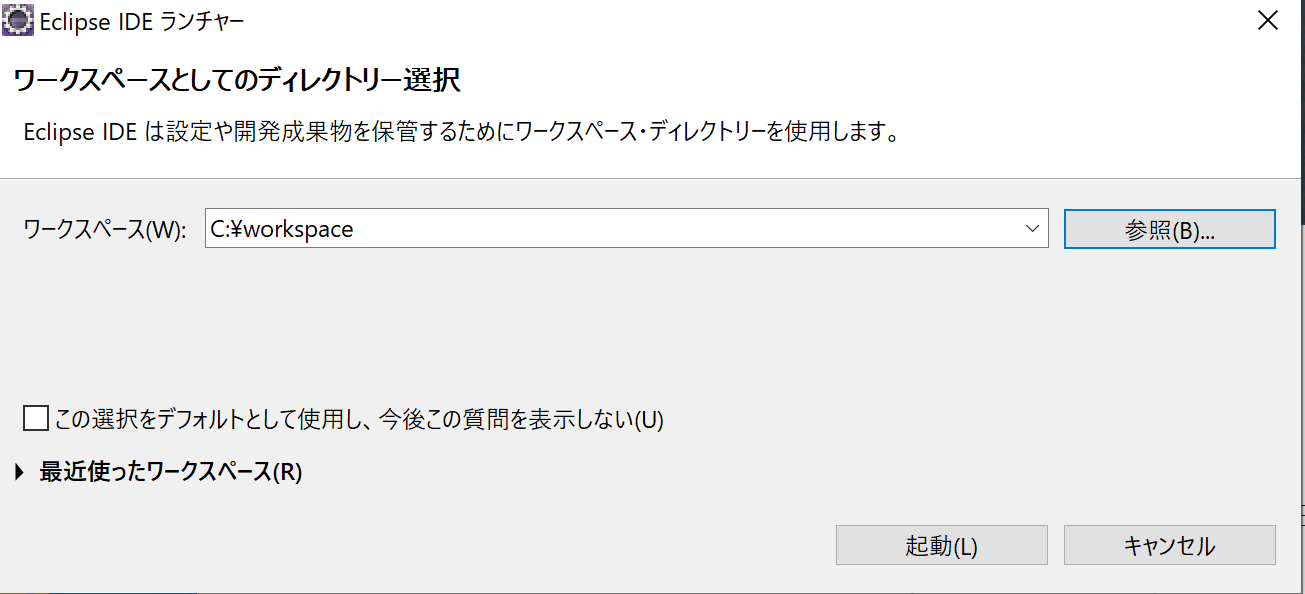 Eclipse IDE ランチャー
ワークスペースとしてのディレクトリー選択
Eclipse IDE は設定や開発成果物を保管するためにワークスペース・ディレクトリーを使用します。
ワークスペース(W): C:¥workspace 参照(B)...
この選択をデフォルトとして使用し、今後この質問を表示しない(U)
最近使ったワークスペース(R)
起動(L) キャンセル